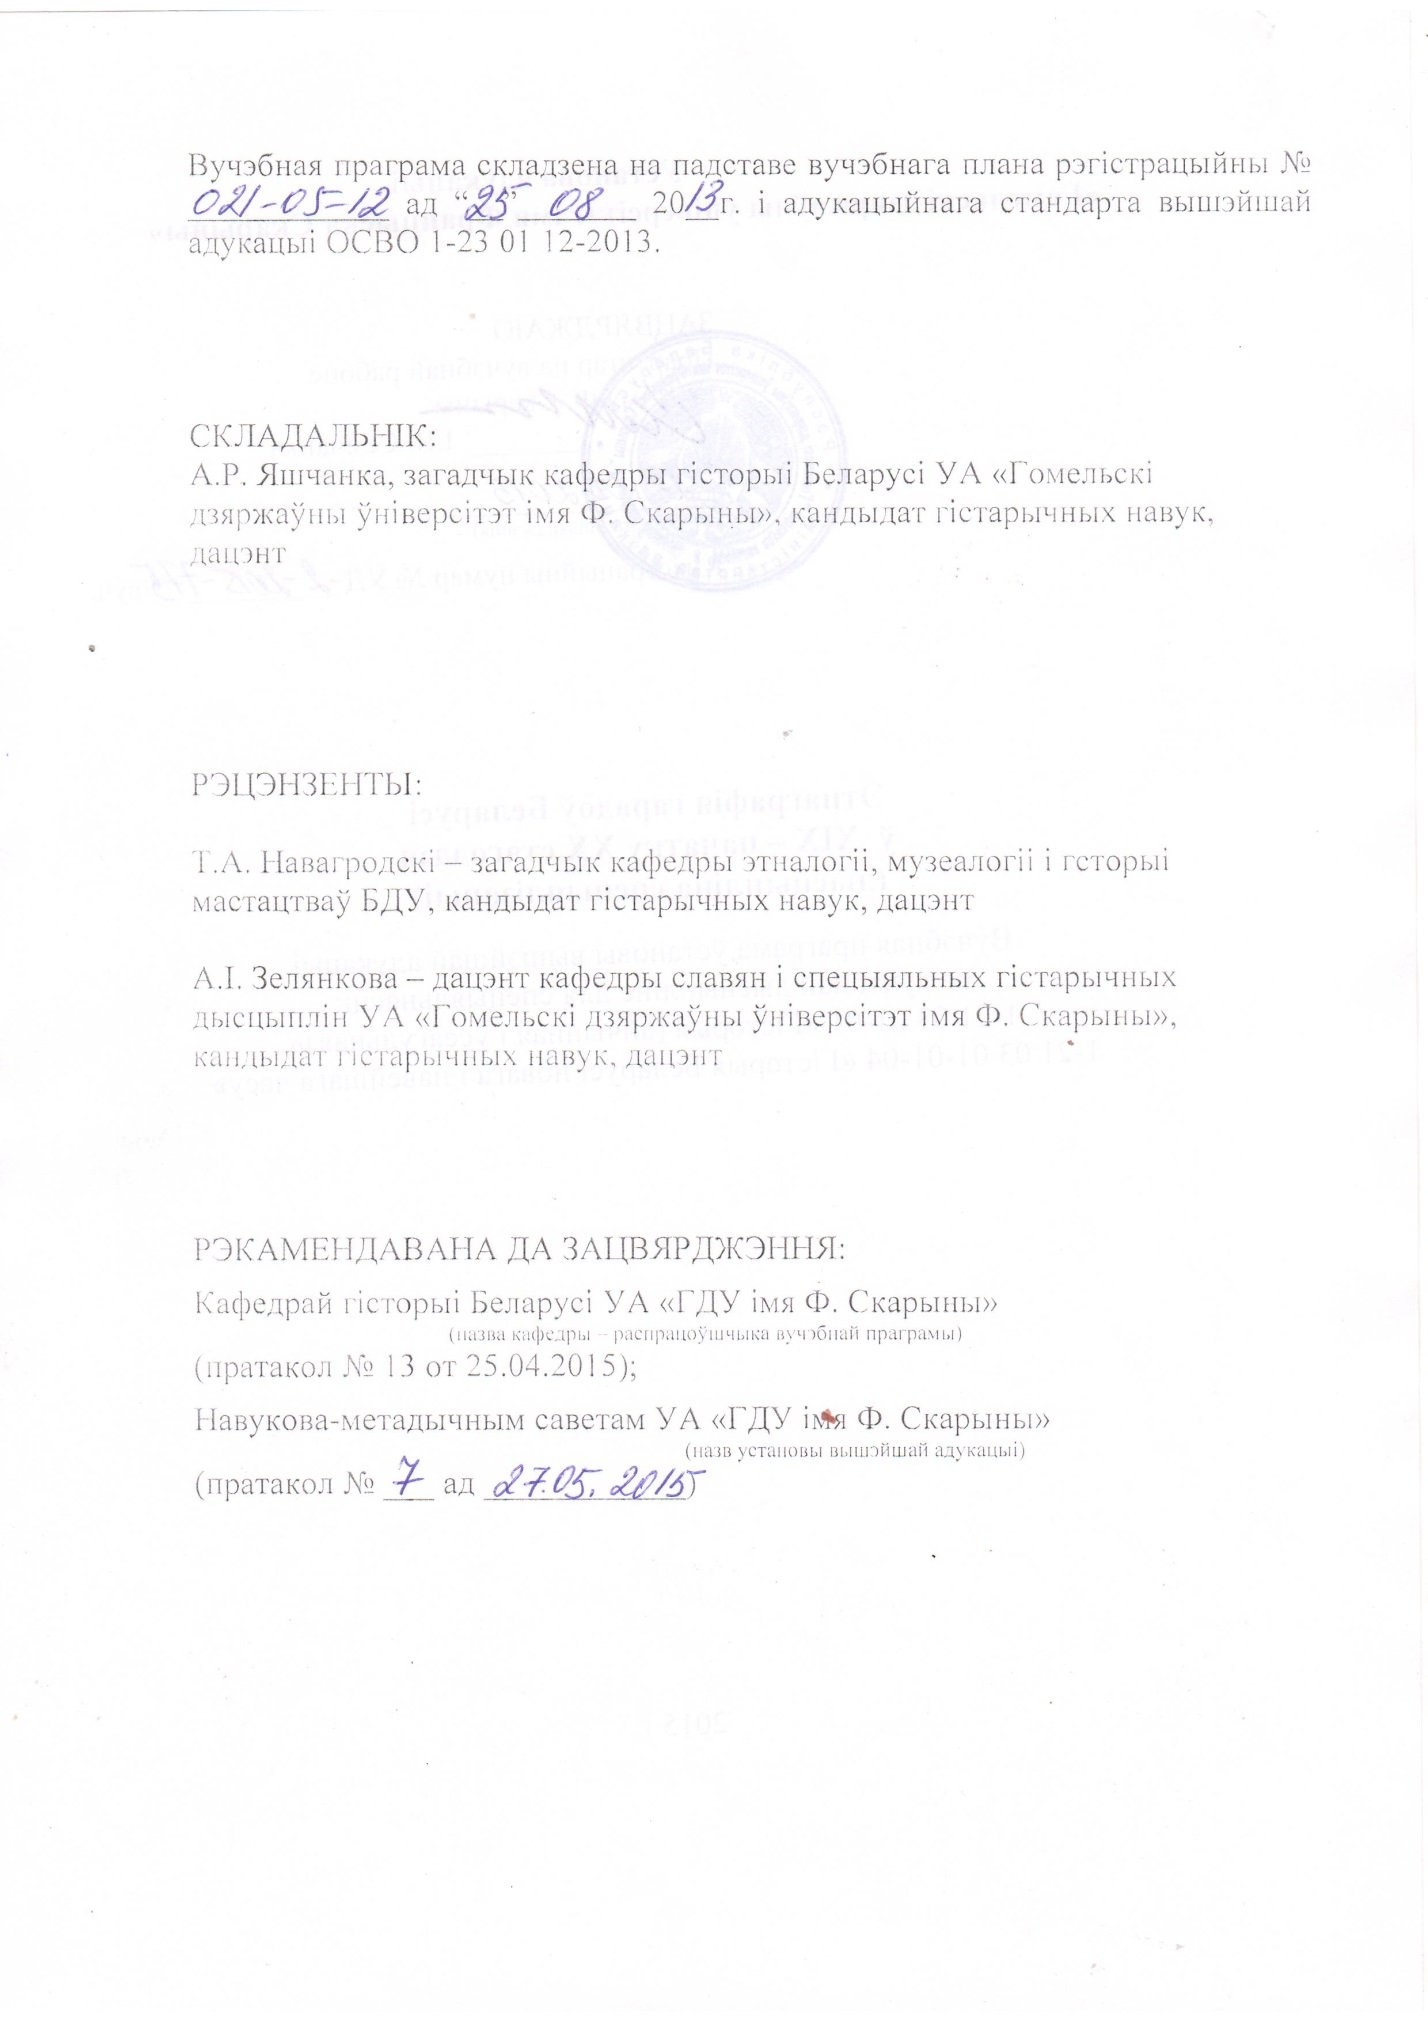 Вучэбная праграма складзена на падставе вучэбнага плана рэгістрацыйны №
021-05-12 ад “25” 08 2013г. і адукацыйнага стандарта вышэйшай
адукацыі ОСВО 1-23 01 12-2013.
СКЛАДАЛЬНІК:
А.Р. Яшчанка, загадчык кафедры гісторыі Беларусі УА «Гомельскі
дзяржаўны ўніверсітэт імя Ф. Скарыны», кандыдат гістарычных навук,
дацэнт
РЭЦЭНЗЕНТЫ:
Т.А. Навагродскі – загадчык кафедры этналогіі, музеалогіі і гсторыі
мастацтваў БДУ, кандыдат гістарычных навук, дацэнт
А.І. Зелянкова – дацэнт кафедры славян і спецыяльных гістарычных
дысцыплін УА «Гомельскі дзяржаўны ўніверсітэт імя Ф. Скарыны»,
кандыдат гістарычных навук, дацэнт
РЭКАМЕНДАВАНА ДА ЗАЦВЯРДЖЭННЯ:
Кафедрай гісторыі Беларусі УА «ГДУ імя Ф. Скарыны»
(назва кафедры – распрацоўшчыка вучэбнай праграмы)
(пратакол № 13 от 25.04.2015);
Навукова-метадычным саветам УА «ГДУ імя Ф. Скарыны»
(назв установы вышэйшай адукацыі)
(пратакол № 7 ад 27.05.2015)